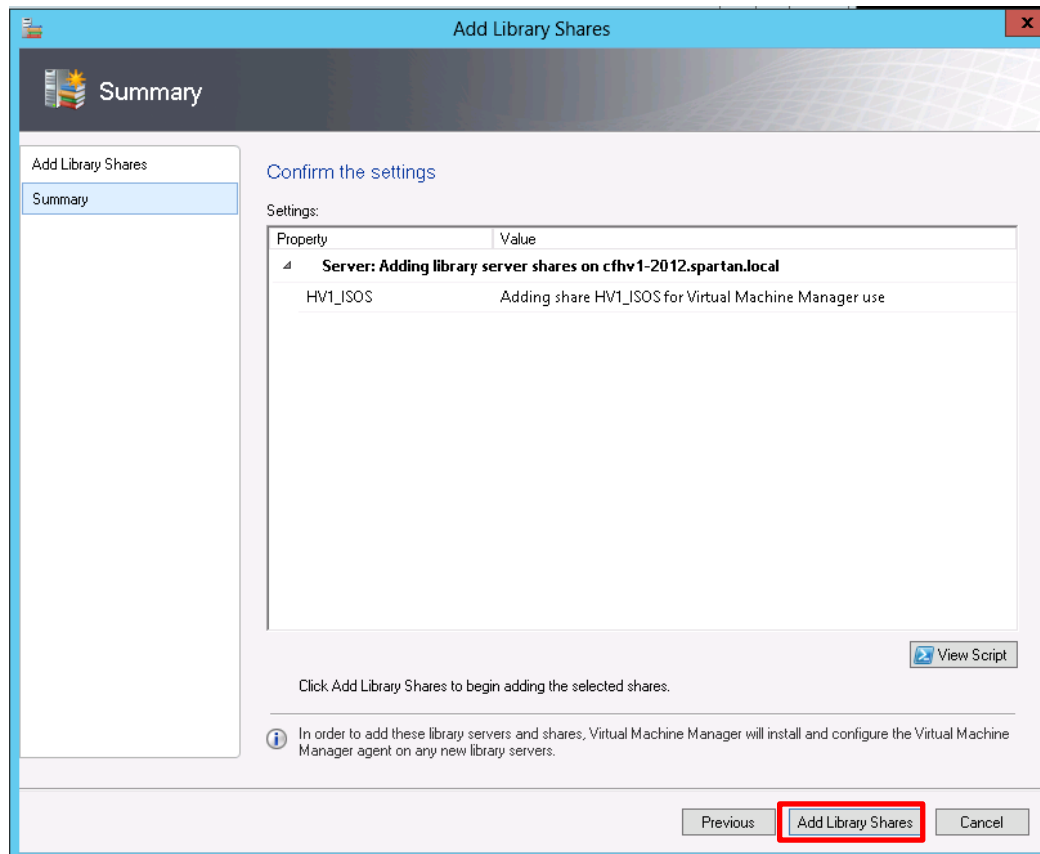 Add Library Shares
x
Summary
Add Library Shares
Summary
Confirm the settings
Settings:
Property Value
Server: Adding library server shares on cfhv1-2012.spartan.local
HV1_ISOS Adding share HV1_ISOS for Virtual Machine Manager use
View Script
Click Add Library Shares to begin adding the selected shares.
In order to add these library servers and shares, Virtual Machine Manager will install and configure the Virtual Machine
Manager agent on any new library servers.
Previous Add Library Shares Cancel